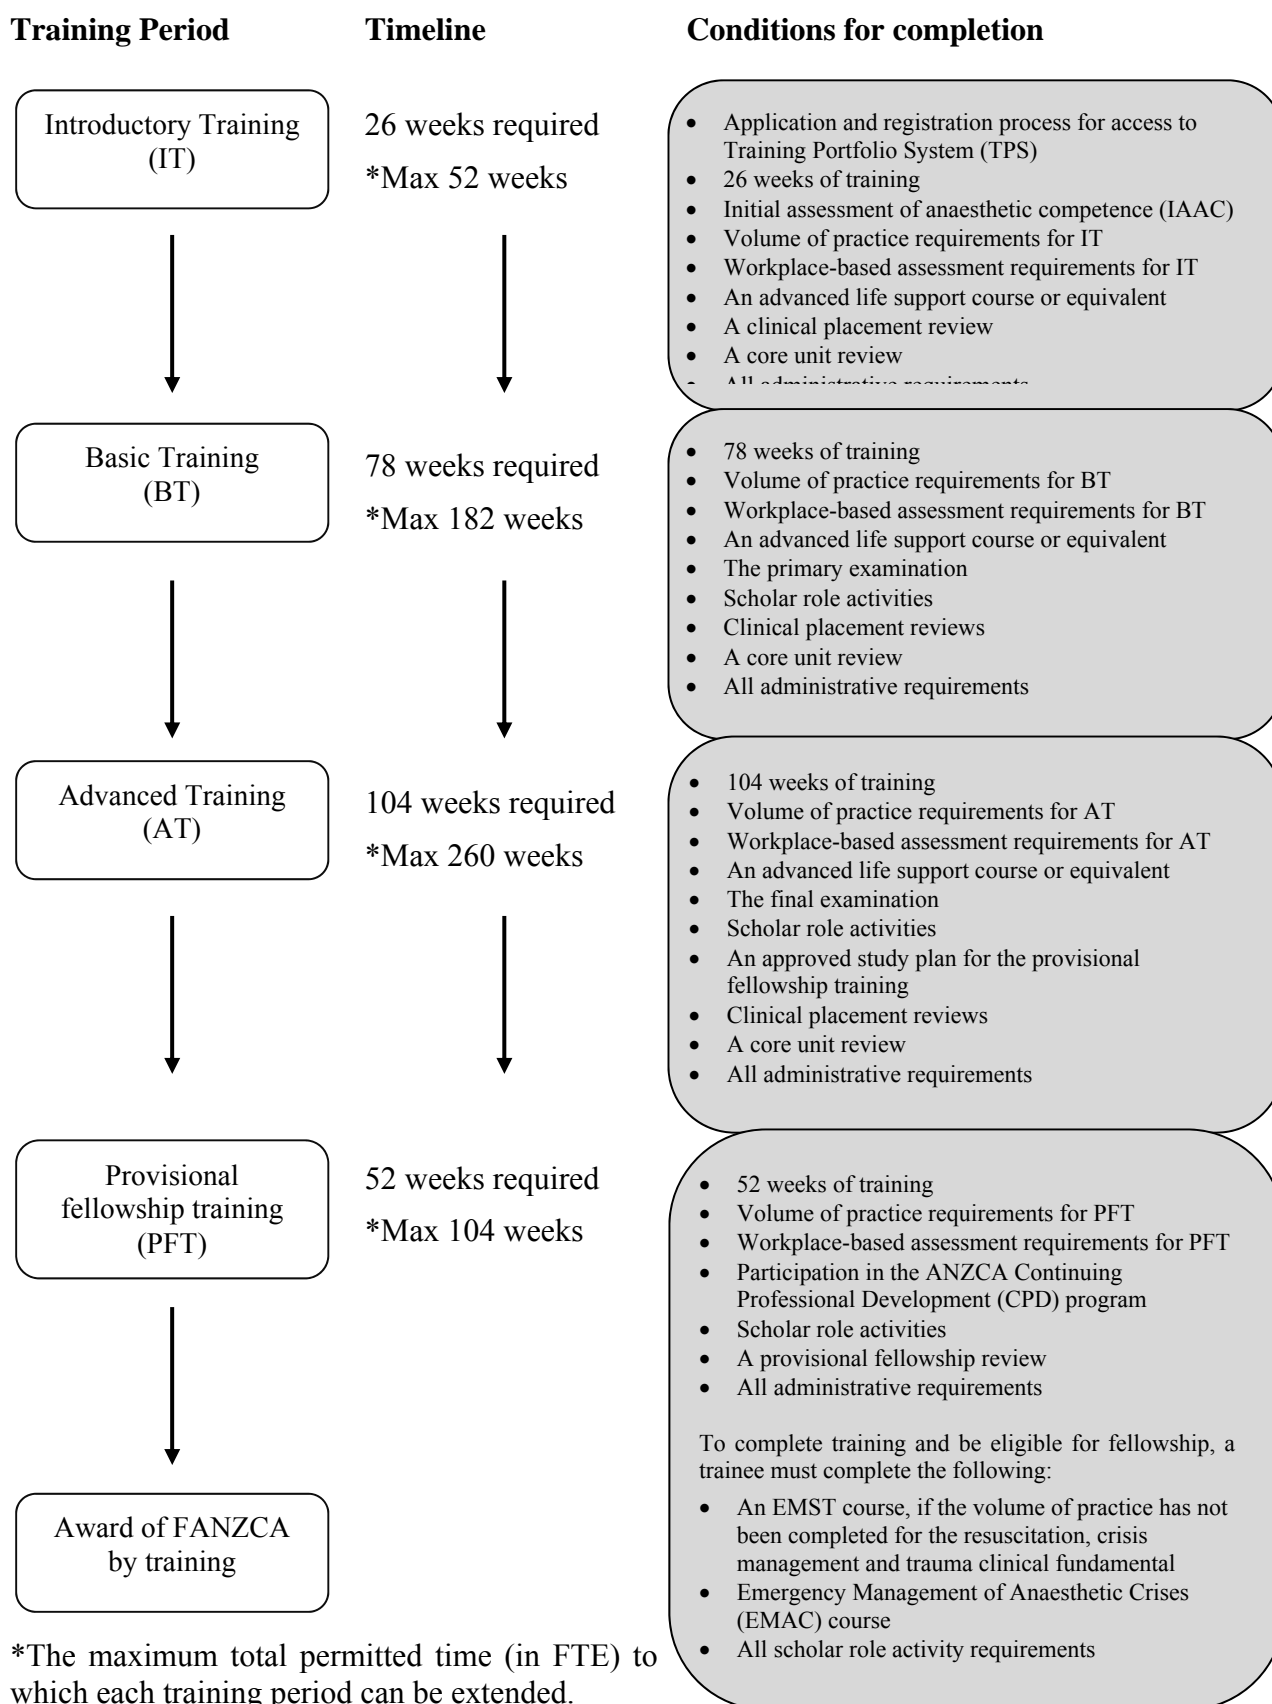 Training Period
Timeline
Conditions for completion
Introductory Training
(IT)
26 weeks required
*Max 52 weeks
• Application and registration process for access to
Training Portfolio System (TPS)
• 26 weeks of training
• Initial assessment of anaesthetic competence (IAAC)
• Volume of practice requirements for IT
• Workplace-based assessment requirements for IT
• An advanced life support course or equivalent
• A clinical placement review
• A core unit review
• All administrative requirements
Basic Training
(BT)
78 weeks required
*Max 182 weeks
• 78 weeks of training
• Volume of practice requirements for BT
• Workplace-based assessment requirements for BT
• An advanced life support course or equivalent
• The primary examination
• Scholar role activities
• Clinical placement reviews
• A core unit review
• All administrative requirements
Advanced Training
(AT)
104 weeks required
*Max 260 weeks
• 104 weeks of training
• Volume of practice requirements for AT
• Workplace-based assessment requirements for AT
• An advanced life support course or equivalent
• The final examination
• Scholar role activities
• An approved study plan for the provisional
fellowship training
• Clinical placement reviews
• A core unit review
• All administrative requirements
Provisional
fellowship training
(PFT)
52 weeks required
*Max 104 weeks
• 52 weeks of training
• Volume of practice requirements for PFT
• Workplace-based assessment requirements for PFT
• Participation in the ANZCA Continuing
Professional Development (CPD) program
• Scholar role activities
• A provisional fellowship review
• All administrative requirements
To complete training and be eligible for fellowship, a
trainee must complete the following:
• An EMST course, if the volume of practice has not
been completed for the resuscitation, crisis
management and trauma clinical fundamental
• Emergency Management of Anaesthetic Crises
(EMAC) course
• All scholar role activity requirements
Award of FANZCA
by training
*The maximum total permitted time (in FTE) to
which each training period can be extended.